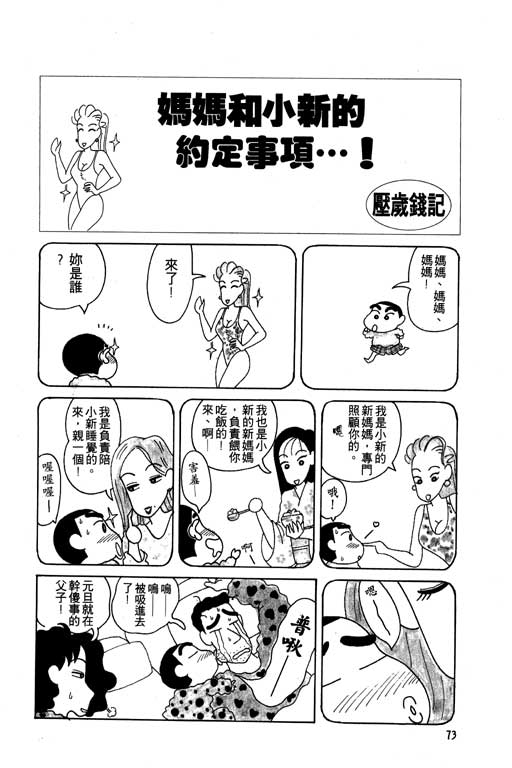 媽媽和小新的
約定事項…！
壓歲錢記
媽媽、媽媽、
媽媽！
來了！
妳是誰
？
我是小新的
新媽媽，專門
照顧你的。
嗯
哦！
我也是小
新的新媽媽
，負責餵你
吃飯的！
來、啊—
害羞—
啊
我是負責陪
小新睡覺的。
來，親一個！
喔喔—
嗯
普啾—
嗚——
嗚——
被吸進去
了！
元旦就在
幹傻事的
父子！
73